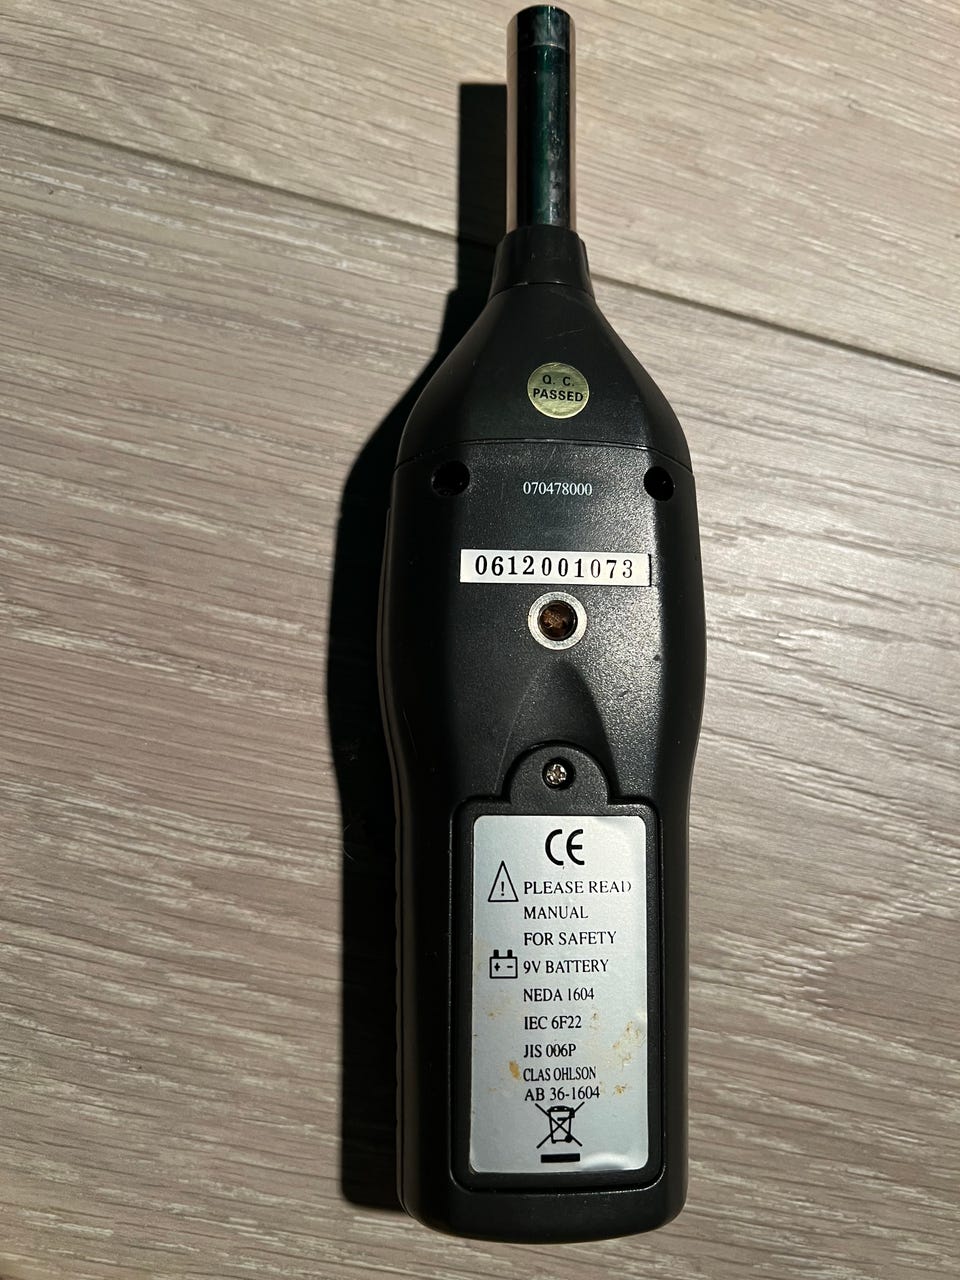 Q. C.
PASSED
070478000
0612001073
CE
PLEASE READ
MANUAL
FOR SAFETY
9V BATTERY
NEDA 1604
IEC 6F22
JIS 006P
CLAS OHLSON
AB 36-1604